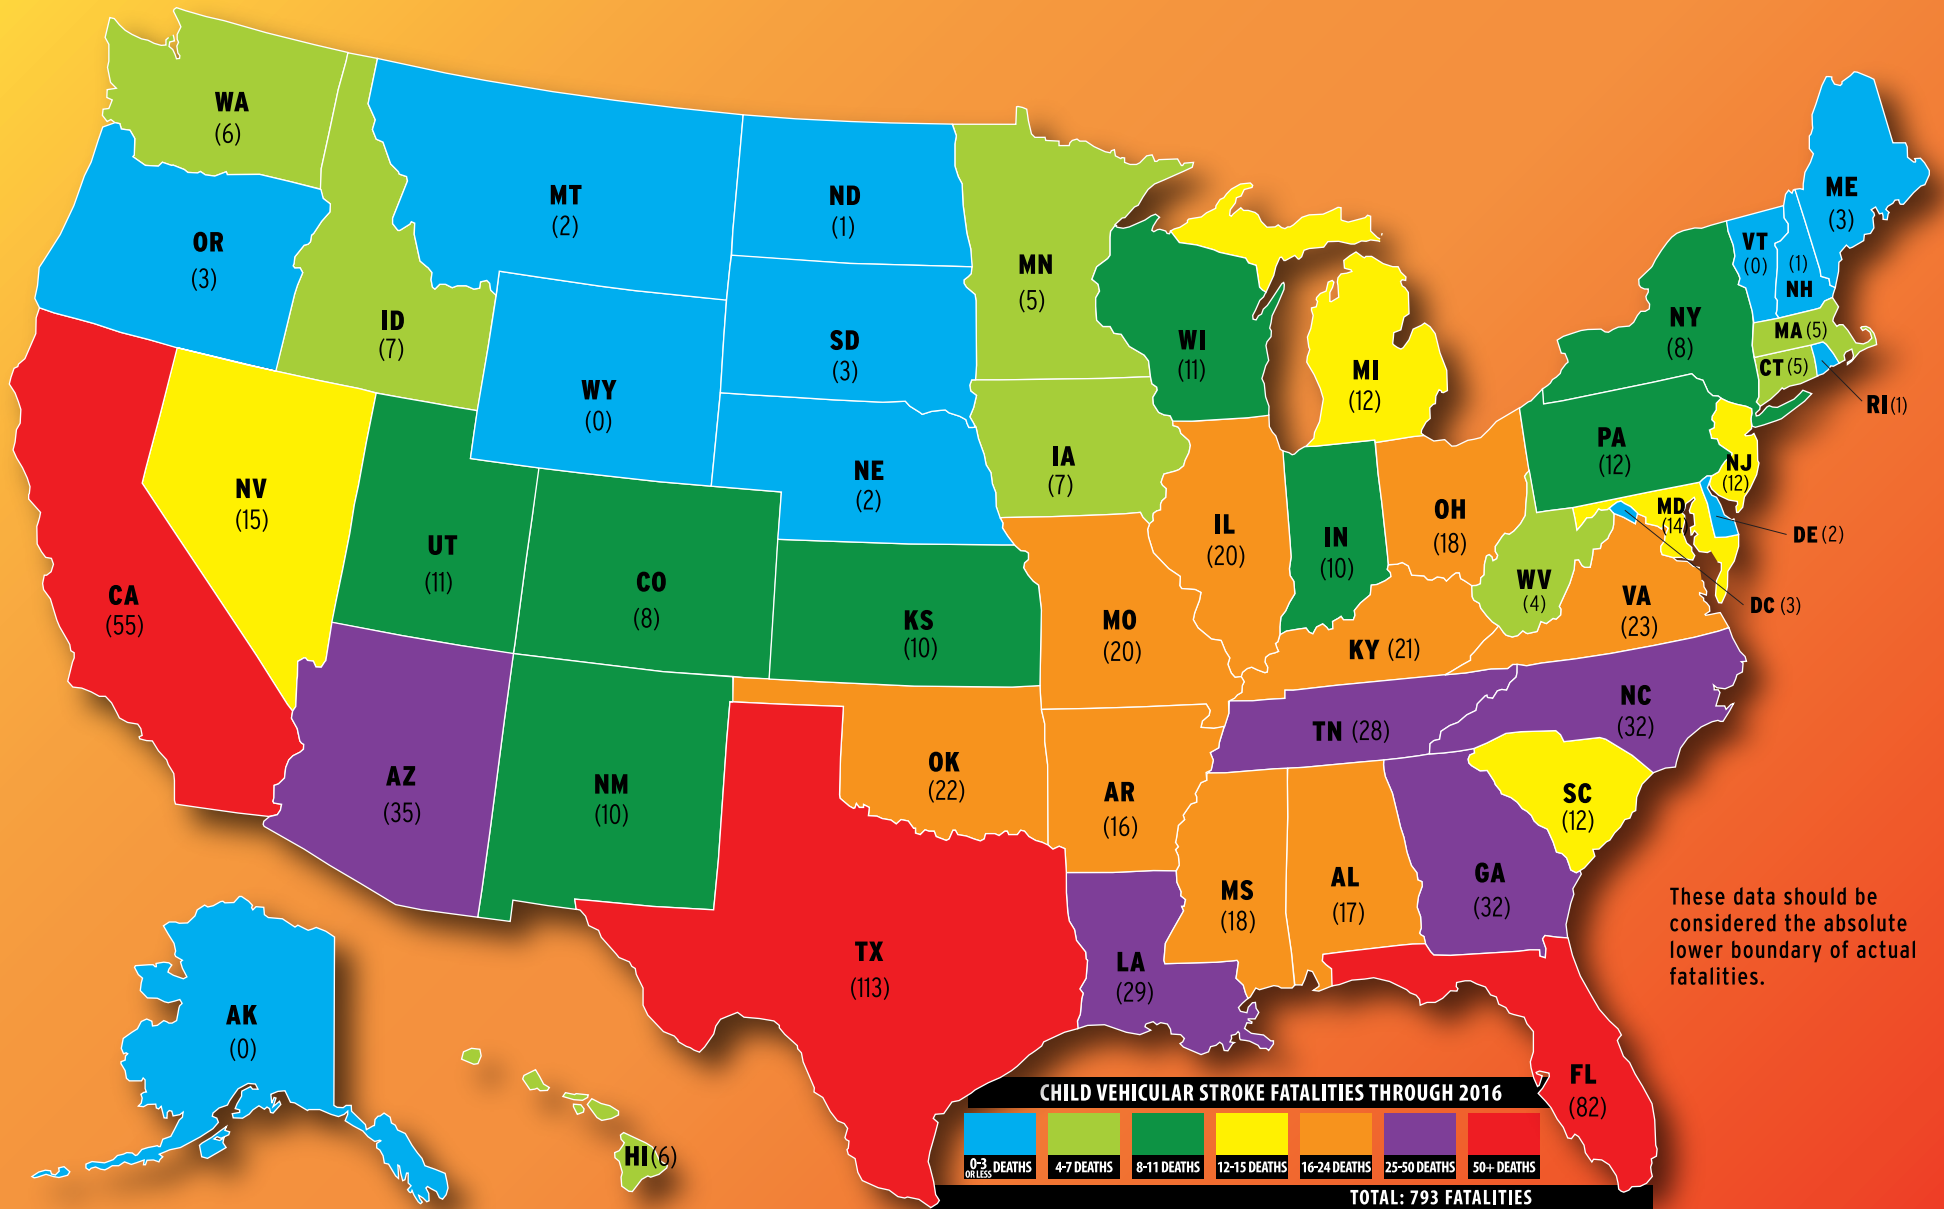 WA
(6)
OR
(3)
ID
(7)
MT
(2)
ND
(1)
SD
(3)
WY
(0)
NE
(2)
MN
(5)
IA
(7)
WI
(11)
MI
(12)
ME
(3)
VT
(0)
(1)
NH
NY
(8)
MA (5)
CT (5)
RI (1)
PA
(12)
NJ
(12)
MD
(14)
DE (2)
DC (3)
CA
(55)
NV
(15)
UT
(11)
CO
(8)
KS
(10)
MO
(20)
IL
(20)
IN
(10)
OH
(18)
WV
(4)
VA
(23)
KY (21)
TN (28)
NC
(32)
SC
(12)
AZ
(35)
NM
(10)
OK
(22)
AR
(16)
TX
(113)
LA
(29)
MS
(18)
AL
(17)
GA
(32)
FL
(82)
AK
(0)
HI (6)
These data should be
considered the absolute
lower boundary of actual
fatalities.
CHILD VEHICULAR STROKE FATALITIES THROUGH 2016
0-3 OR LESS DEATHS
4-7 DEATHS
8-11 DEATHS
12-15 DEATHS
16-24 DEATHS
25-50 DEATHS
50+ DEATHS
TOTAL: 793 FATALITIES